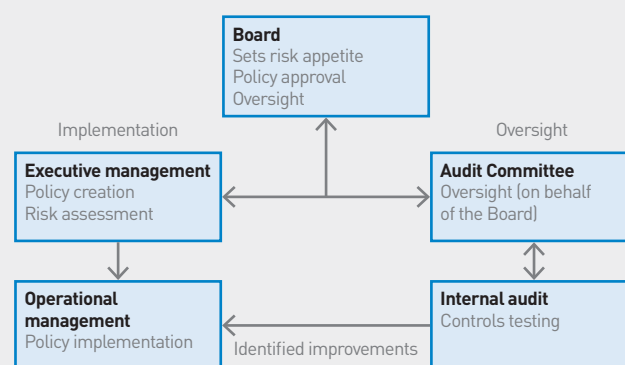 Board
Sets risk appetite
Policy approval
Oversight
Implementation
Oversight
Executive management
Policy creation
Risk assessment
Audit Committee
Oversight (on behalf
of the Board)
Operational
management
Policy implementation
Identified improvements
Internal audit
Controls testing